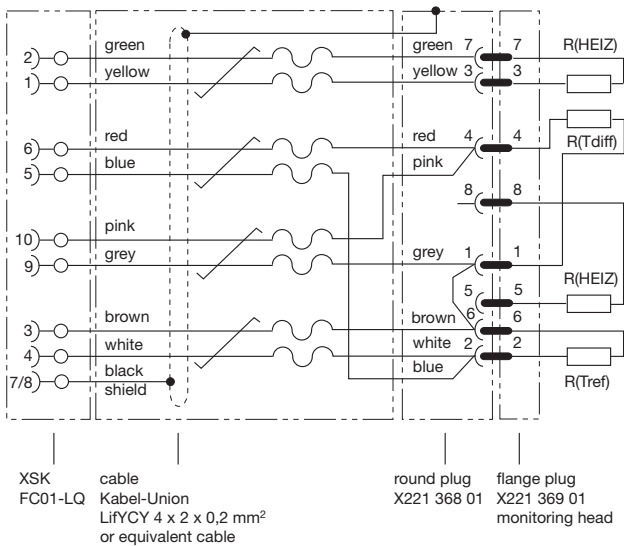 green green 7 7 R(HEIZ)
2
yellow yellow 3 3
1
red red 4 4
6
R(Tdiff)
blue pink
5
8 8
pink
10
grey grey 1 1
9
R(HEIZ)
5 5
brown brown 6 6
3
white white 2 2
4
black blue
7/8
shield R(Tref)
XSK cable round plug flange plug
FC01-LQ Kabel-Union X221 368 01 X221 369 01
LifYCY 4 x 2 x 0,2 mm² monitoring head
or equivalent cable